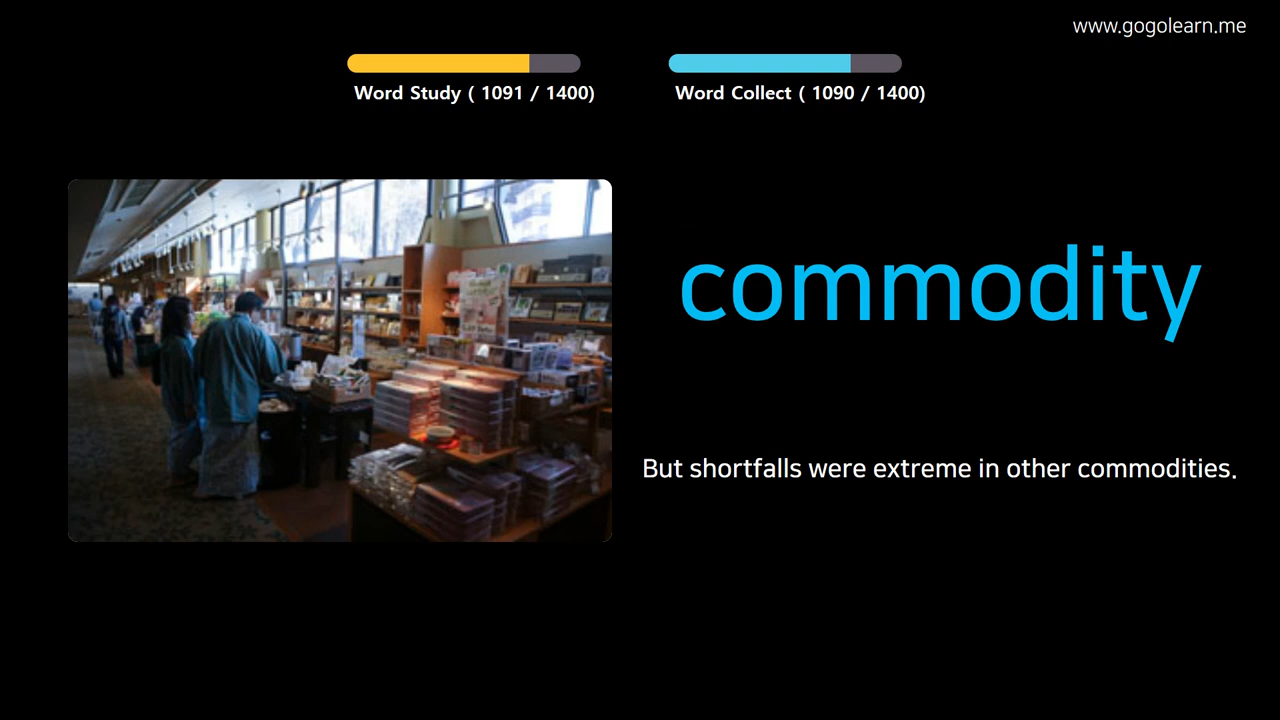 www.gogolearn.me
Word Study ( 1091 / 1400)
Word Collect ( 1090 / 1400)
commodity
But shortfalls were extreme in other commodities.